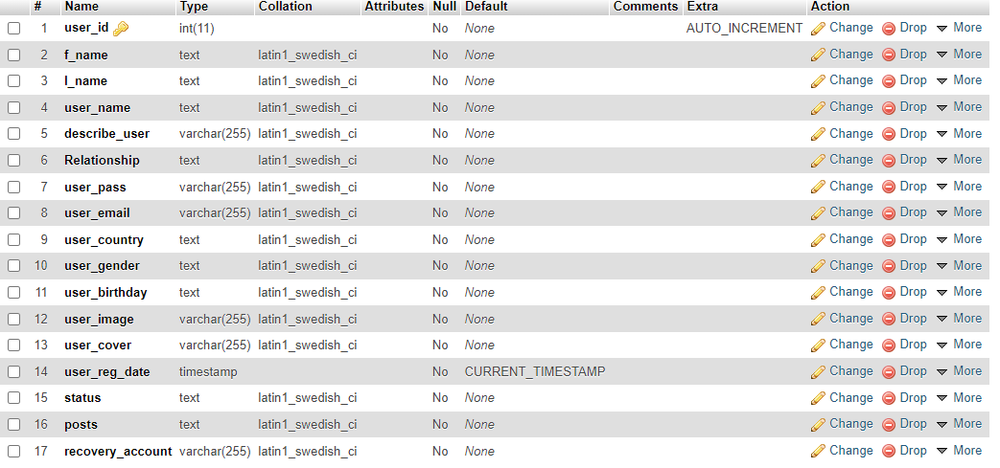 # Name Type Collation Attributes Null Default Comments Extra Action
1 user_id int(11) No None AUTO_INCREMENT Change Drop More
2 f_name text latin1_swedish_ci No None Change Drop More
3 l_name text latin1_swedish_ci No None Change Drop More
4 user_name text latin1_swedish_ci No None Change Drop More
5 describe_user varchar(255) latin1_swedish_ci No None Change Drop More
6 Relationship text latin1_swedish_ci No None Change Drop More
7 user_pass varchar(255) latin1_swedish_ci No None Change Drop More
8 user_email varchar(255) latin1_swedish_ci No None Change Drop More
9 user_country text latin1_swedish_ci No None Change Drop More
10 user_gender text latin1_swedish_ci No None Change Drop More
11 user_birthday text latin1_swedish_ci No None Change Drop More
12 user_image varchar(255) latin1_swedish_ci No None Change Drop More
13 user_cover varchar(255) latin1_swedish_ci No None Change Drop More
14 user_reg_date timestamp No CURRENT_TIMESTAMP Change Drop More
15 status text latin1_swedish_ci No None Change Drop More
16 posts text latin1_swedish_ci No None Change Drop More
17 recovery_account varchar(255) latin1_swedish_ci No None Change Drop More